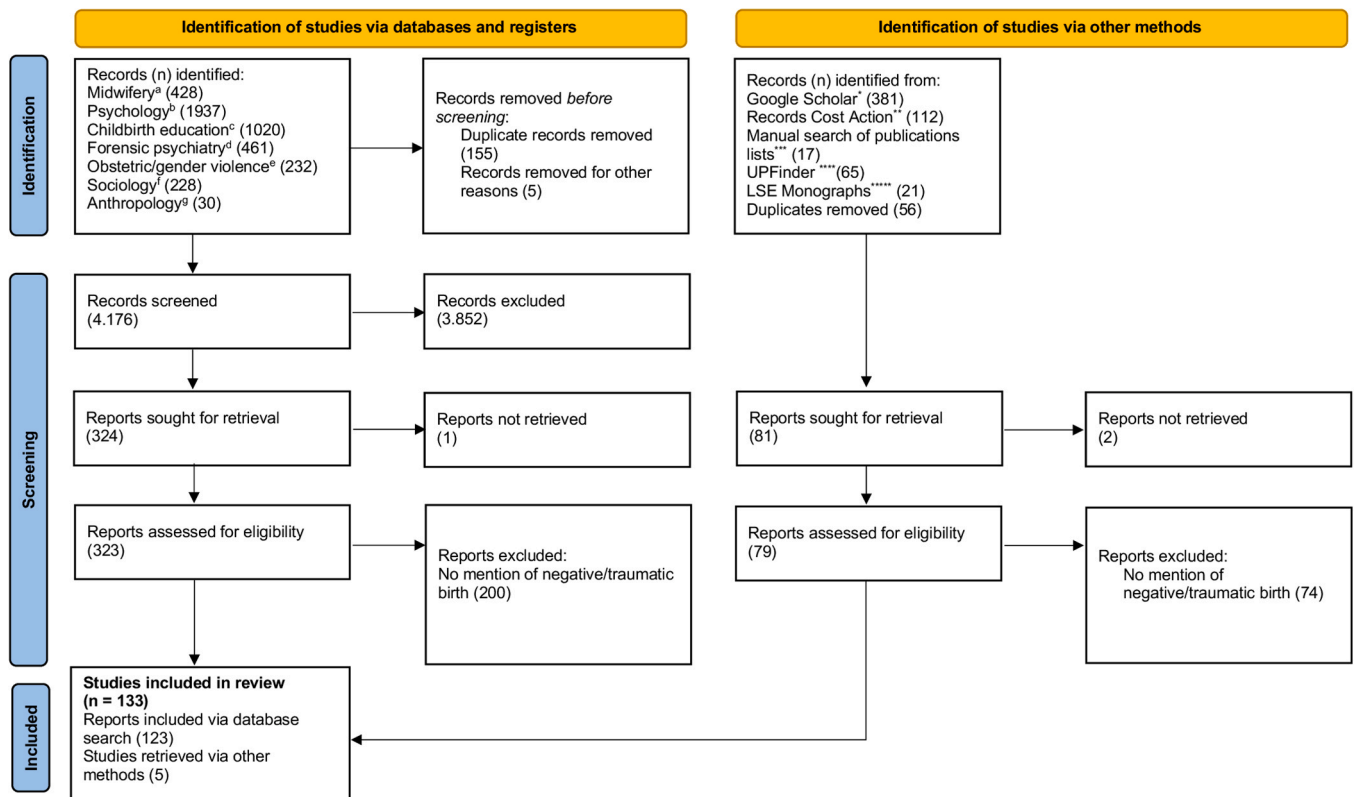 Identification of studies via databases and registers
Identification of studies via other methods
Identification
Records (n) identified:
Midwiferyᵃ (428)
Psychologyᵇ (1937)
Childbirth educationᶜ (1020)
Forensic psychiatryᵈ (461)
Obstetric/gender violenceᵉ (232)
Sociologyᶠ (228)
Anthropologyᵍ (30)
Records removed before
screening:
Duplicate records removed
(155)
Records removed for other
reasons (5)
Records (n) identified from:
Google Scholar* (381)
Records Cost Action** (112)
Manual search of publications
lists*** (17)
UPFinder ****(65)
LSE Monographs***** (21)
Duplicates removed (56)
Screening
Records screened
(4.176)
Records excluded
(3.852)
Reports sought for retrieval
(324)
Reports not retrieved
(1)
Reports sought for retrieval
(81)
Reports not retrieved
(2)
Reports assessed for eligibility
(323)
Reports excluded:
No mention of negative/traumatic
birth (200)
Reports assessed for eligibility
(79)
Reports excluded:
No mention of
negative/traumatic birth (74)
Included
Studies included in review
(n = 133)
Reports included via database
search (123)
Studies retrieved via other
methods (5)